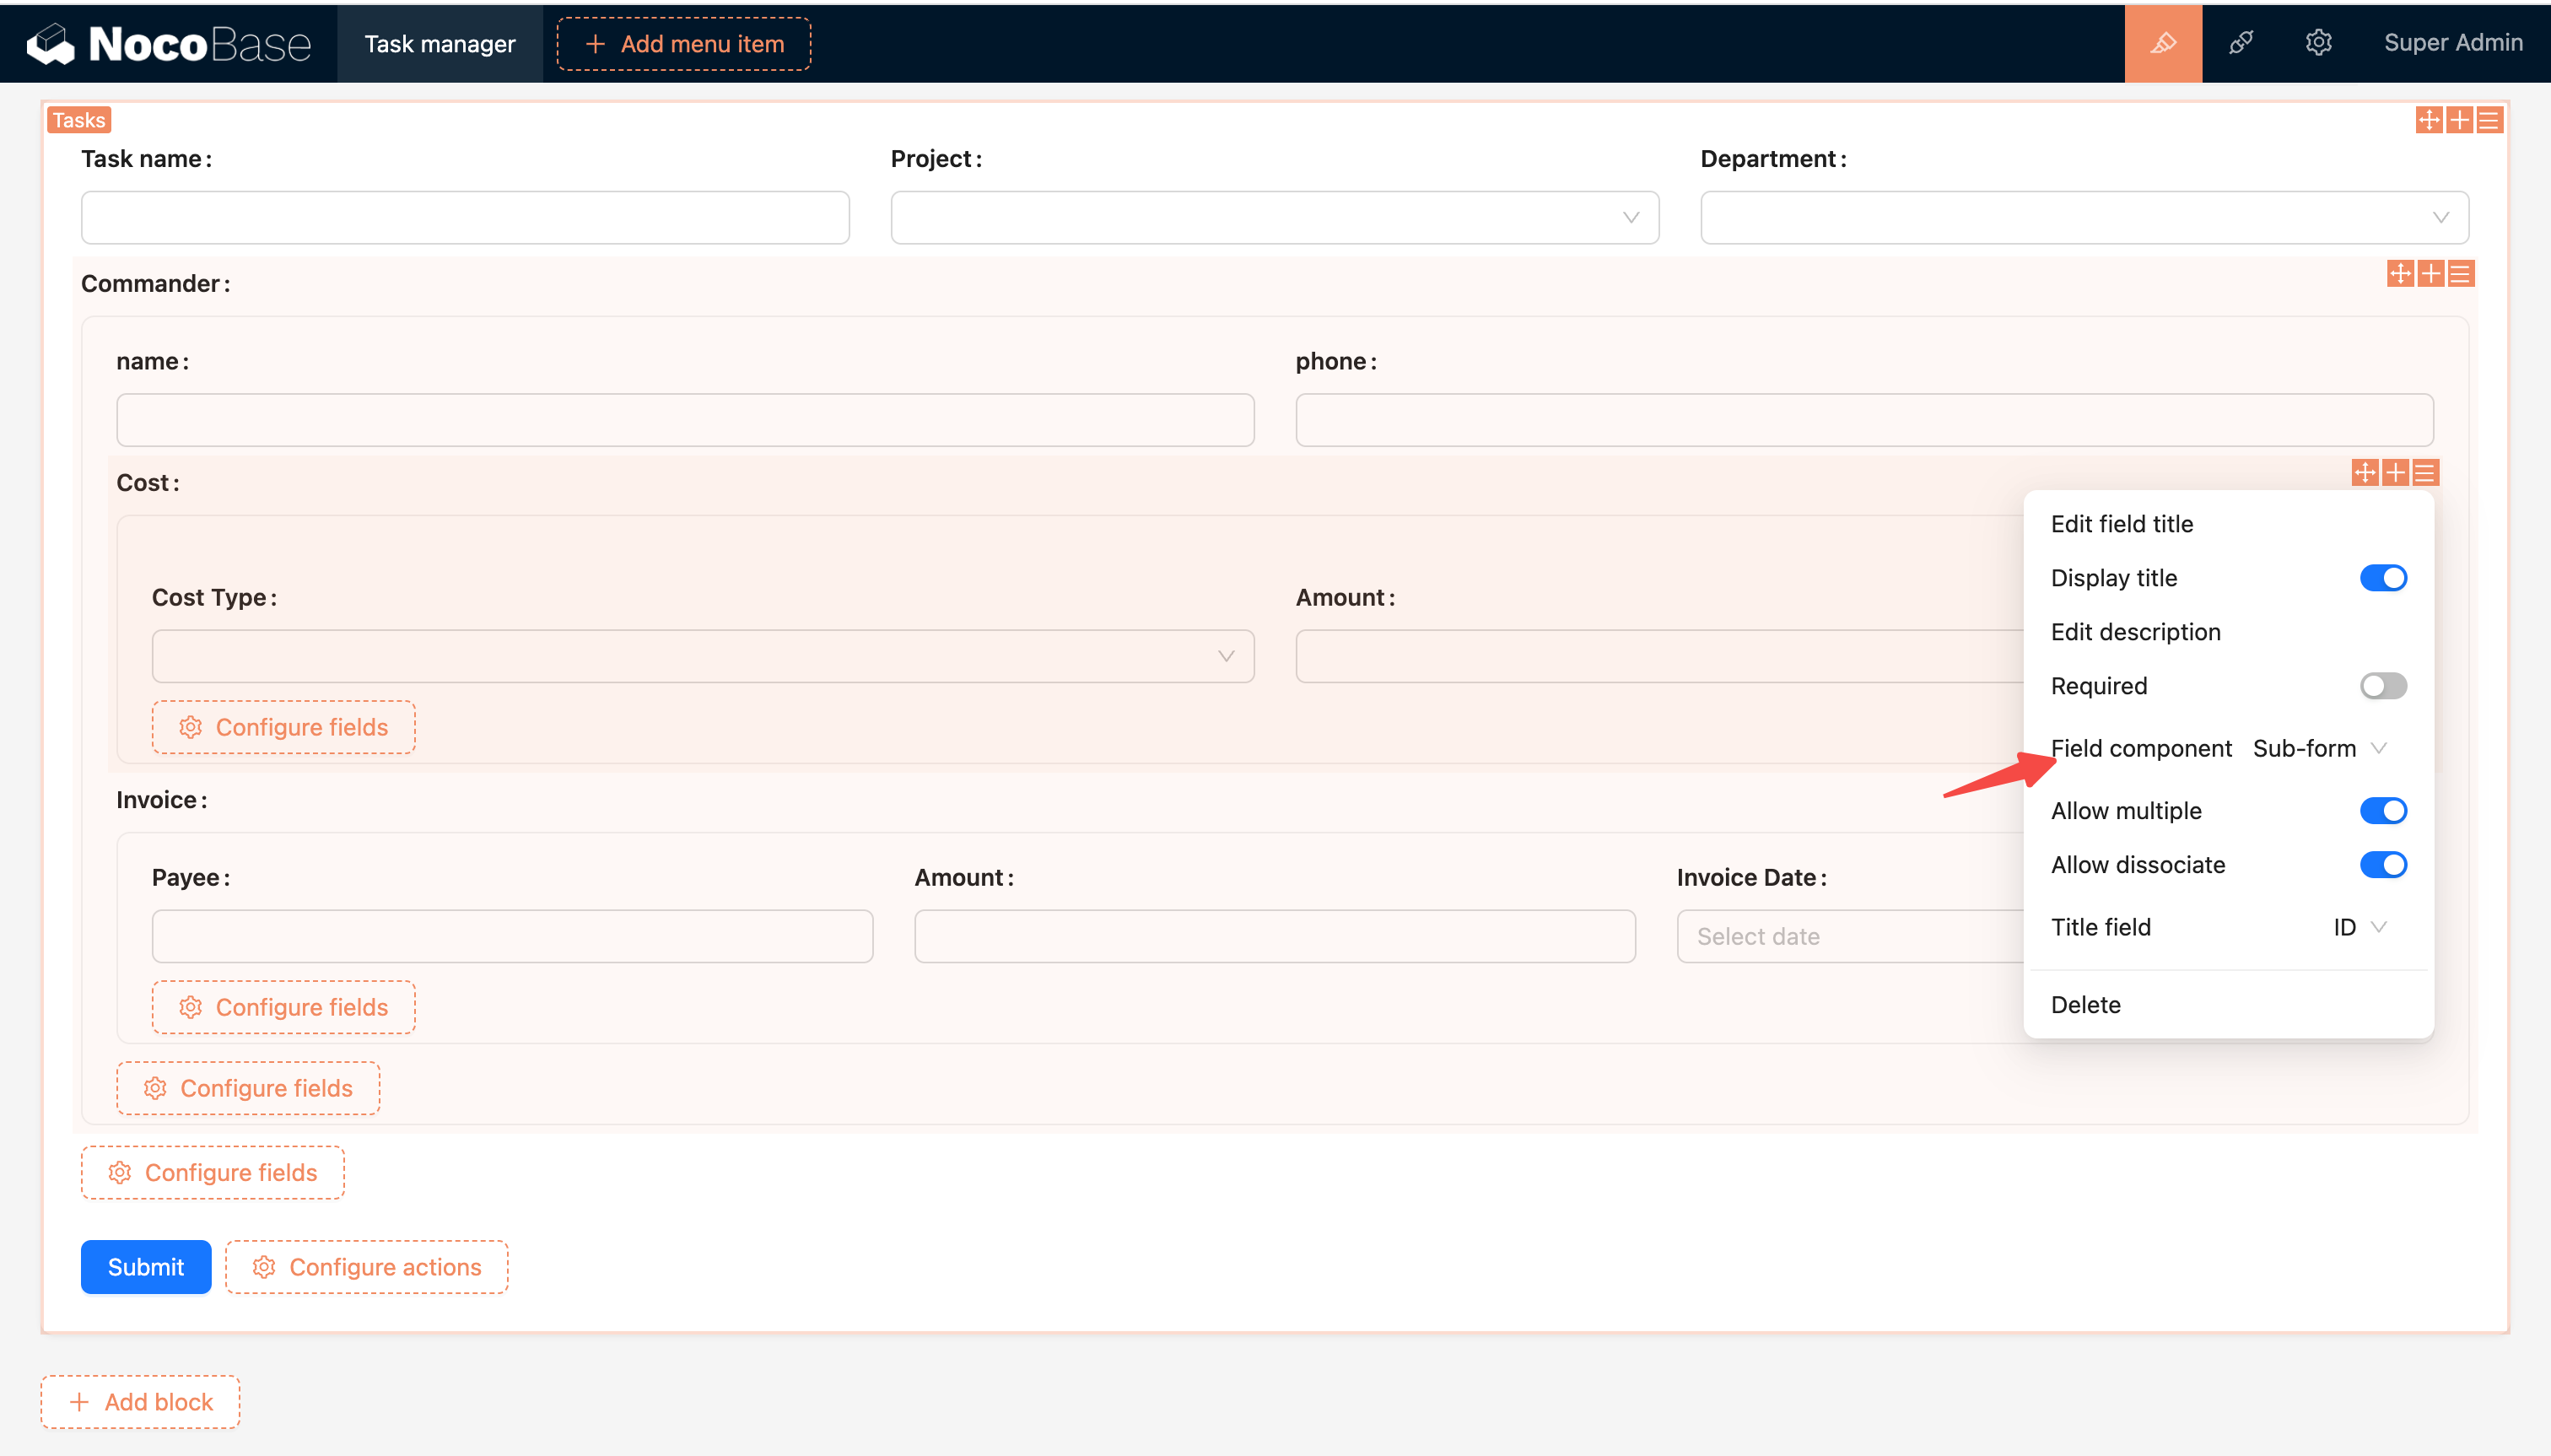 NocoBase Task manager Add menu item Super Admin
Tasks
Task name: Project: Department:
Commander:
name: phone:
Cost:
Edit field title
Display title
Cost Type: Amount:
Edit description
Required
Configure fields
Field component Sub-form
Invoice:
Allow multiple
Allow dissociate
Payee: Amount: Invoice Date:
Title field ID
Select date
Configure fields
Delete
Configure fields
Configure fields
Submit Configure actions
Add block